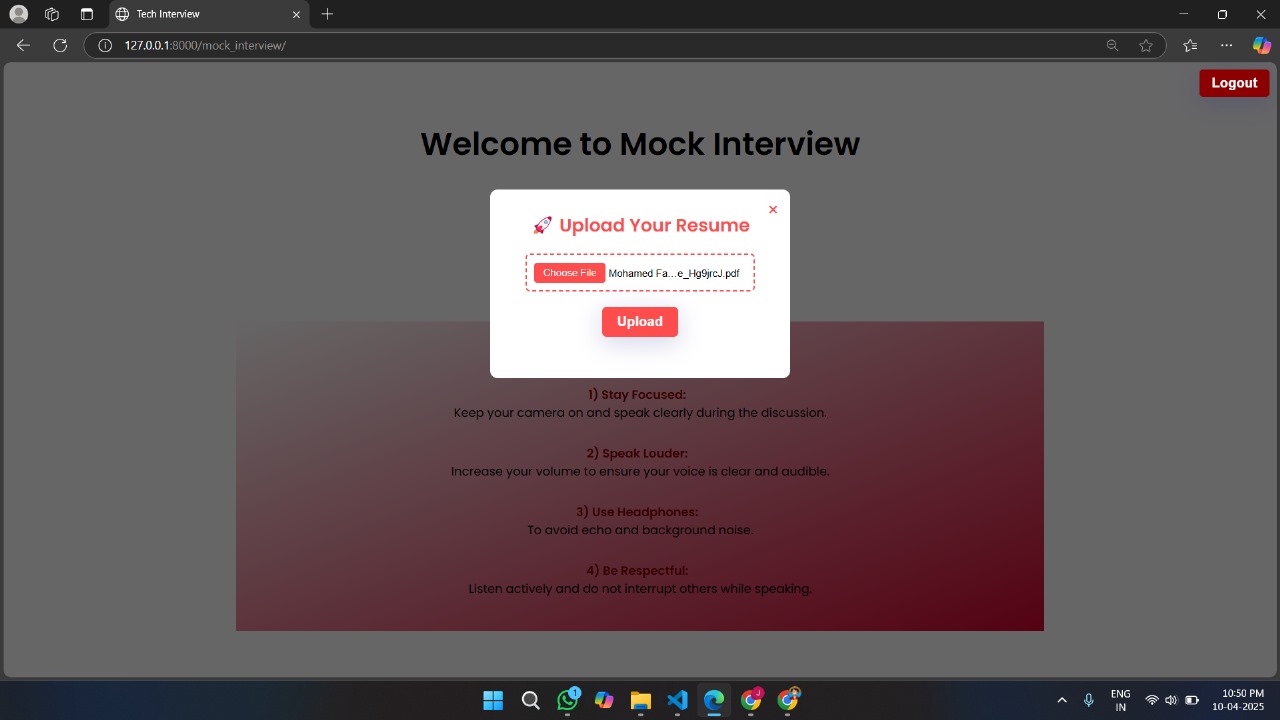 Tech Interview
127.0.0.1:8000/mock_interview/
Logout
Welcome to Mock Interview
🚀 Upload Your Resume
×
Choose File Mohamed Fa...e_Hg9jrcJ.pdf
Upload
1) Stay Focused:
Keep your camera on and speak clearly during the discussion.
2) Speak Louder:
Increase your volume to ensure your voice is clear and audible.
3) Use Headphones:
To avoid echo and background noise.
4) Be Respectful:
Listen actively and do not interrupt others while speaking.
1
J
ENG
IN
10:50 PM
10-04-2025